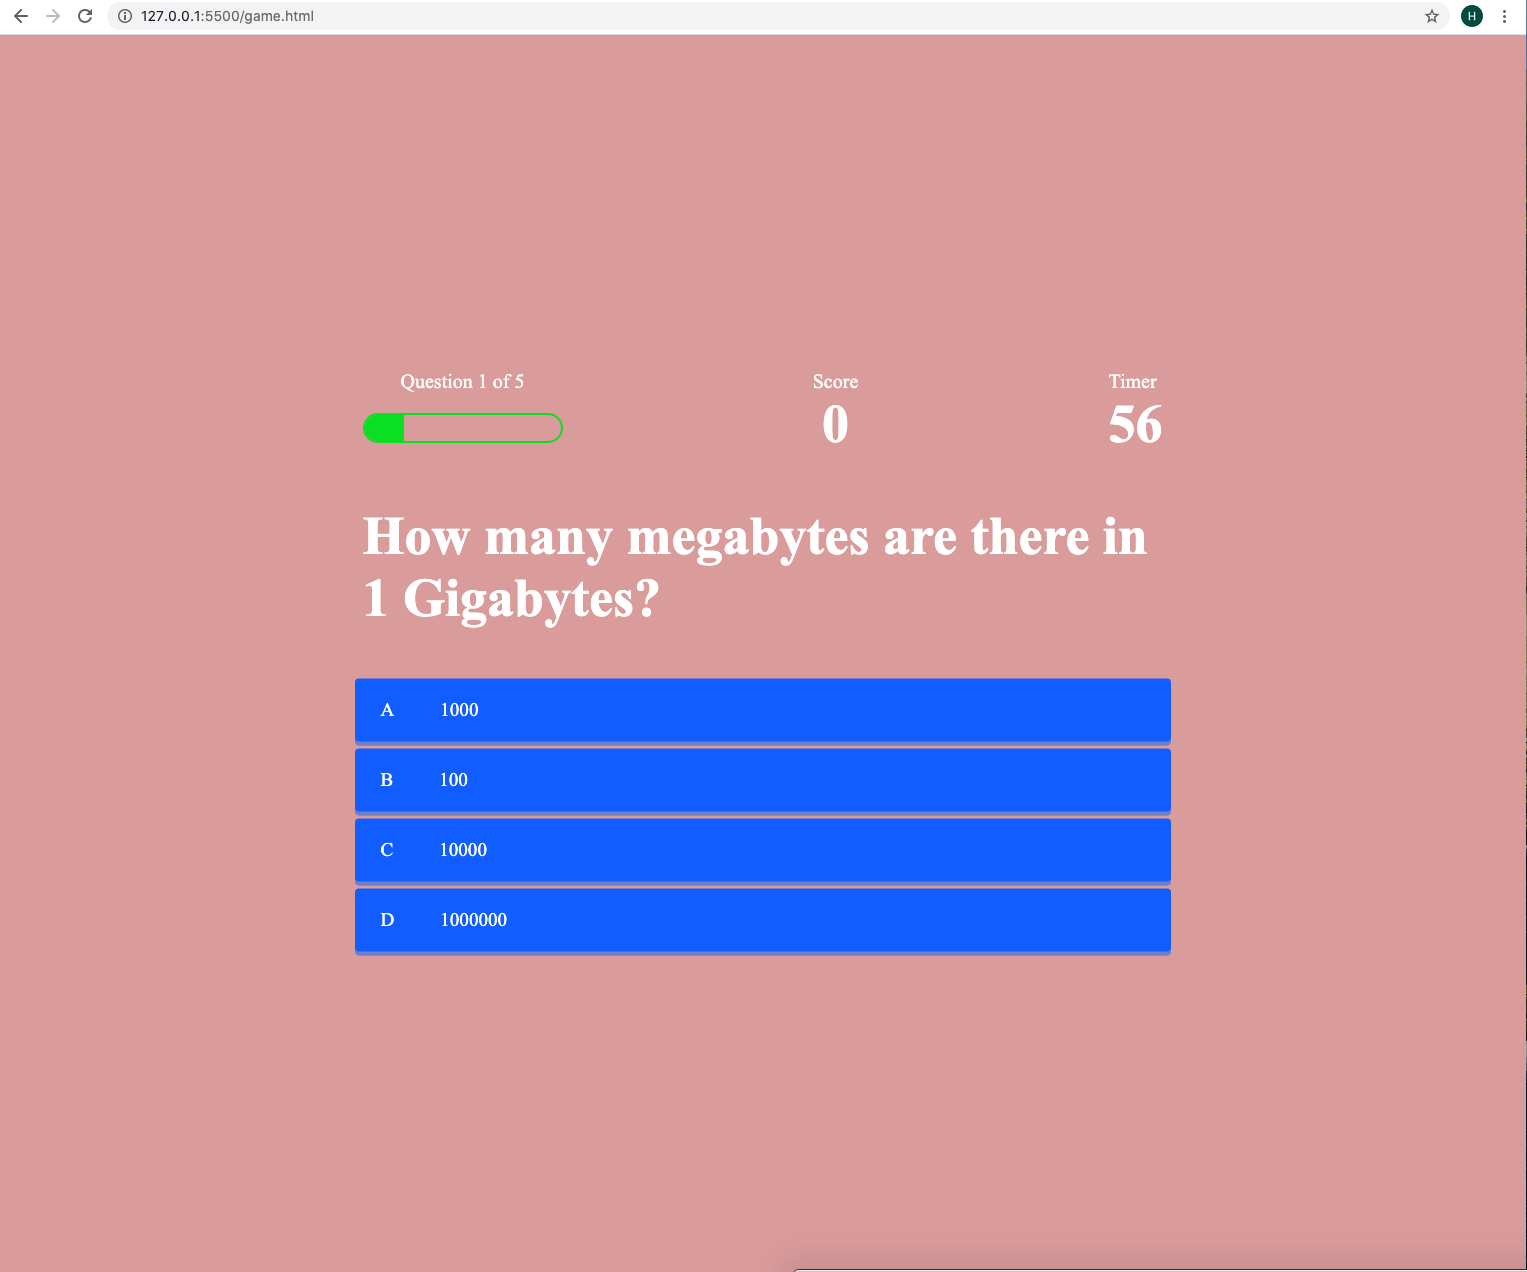 127.0.0.1:5500/game.html
H
Question 1 of 5
Score
Timer
0
56
How many megabytes are there in
1 Gigabytes?
A 1000
B 100
C 10000
D 1000000